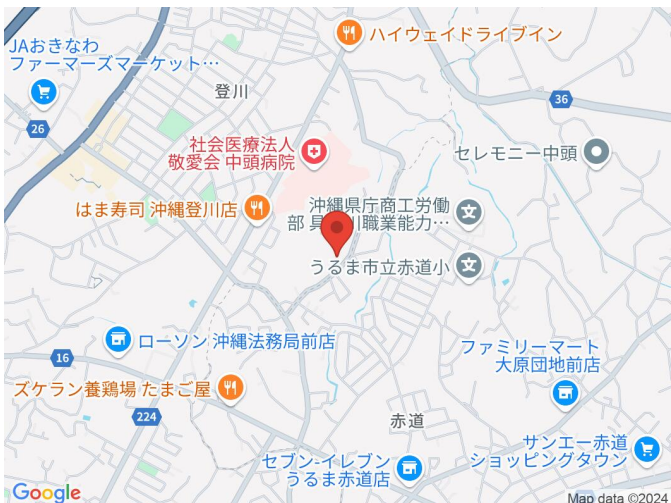 ハイウェイドライブイン
JAおきなわ
ファーマーズマーケット…
登川
36
26
社会医療法人
敬愛会 中頭病院
セレモニー中頭
はま寿司 沖縄登川店
沖縄県庁商工労働
部 具 川職業能力…
うるま市立赤道小
ローソン 沖縄法務局前店
16
ファミリーマート
大原団地前店
ズケラン養鶏場 たまご屋
224
赤道
サンエー赤道
ショッピングタウン
セブン-イレブン
うるま赤道店
Google
Map data ©2024